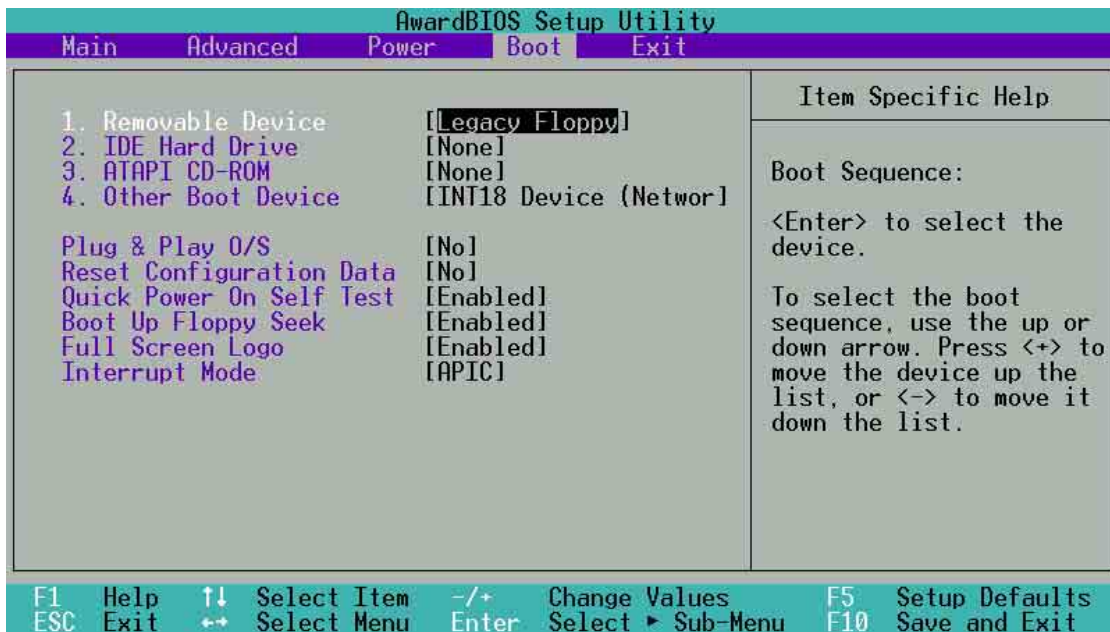 AwardBIOS Setup Utility
Main Advanced Power Boot Exit
1. Removable Device [Legacy Floppy]
2. IDE Hard Drive [None]
3. ATAPI CD-ROM [None]
4. Other Boot Device [INT18 Device (Networ]
Plug & Play O/S [No]
Reset Configuration Data [No]
Quick Power On Self Test [Enabled]
Boot Up Floppy Seek [Enabled]
Full Screen Logo [Enabled]
Interrupt Mode [APIC]
Item Specific Help
Boot Sequence:
<Enter> to select the
device.
To select the boot
sequence, use the up or
down arrow. Press <+> to
move the device up the
list, or <-> to move it
down the list.
F1 Help ↑↓ Select Item -/+ Change Values F5 Setup Defaults
ESC Exit ←→ Select Menu Enter Select ► Sub-Menu F10 Save and Exit